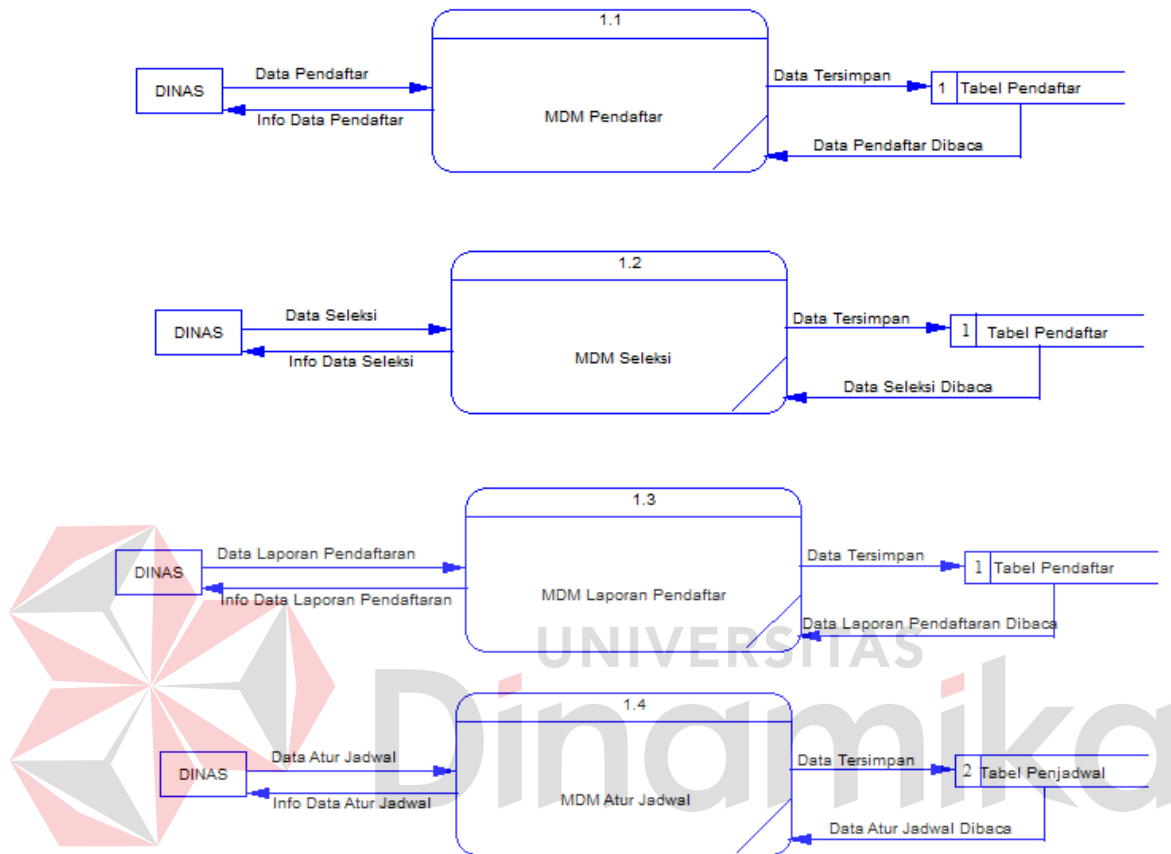 1.1
Data Pendaftar
Data Tersimpan
DINAS
1 Tabel Pendaftar
Info Data Pendaftar
MDM Pendaftar
Data Pendaftar Dibaca
1.2
Data Seleksi
Data Tersimpan
DINAS
1 Tabel Pendaftar
Info Data Seleksi
MDM Seleksi
Data Seleksi Dibaca
1.3
Data Laporan Pendaftaran
Data Tersimpan
DINAS
1 Tabel Pendaftar
Info Data Laporan Pendaftaran
MDM Laporan Pendaftar
Data Laporan Pendaftaran Dibaca
UNIVERSITAS
Dinamika
1.4
Data Atur Jadwal
Data Tersimpan
DINAS
2 Tabel Penjadwal
Info Data Atur Jadwal
MDM Atur Jadwal
Data Atur Jadwal Dibaca